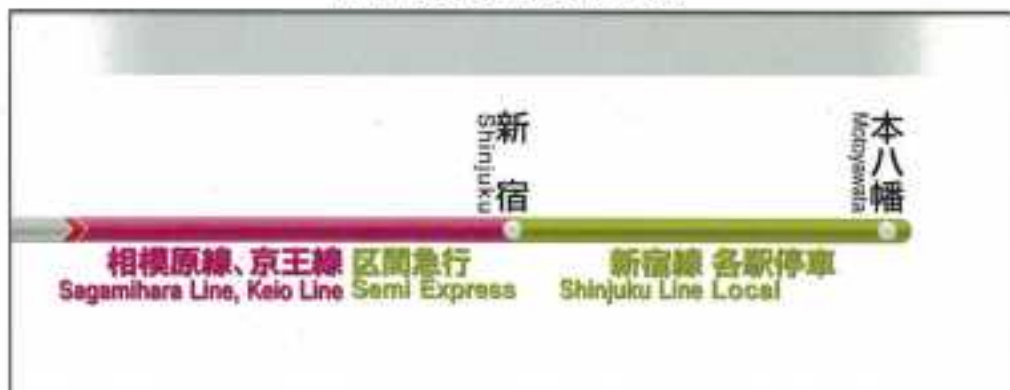 新宿
Shinjuku
本八幡
Motoyawata
相模原線、京王線 区間急行
Sagamihara Line, Keio Line Semi Express
新宿線 各駅停車
Shinjuku Line Local